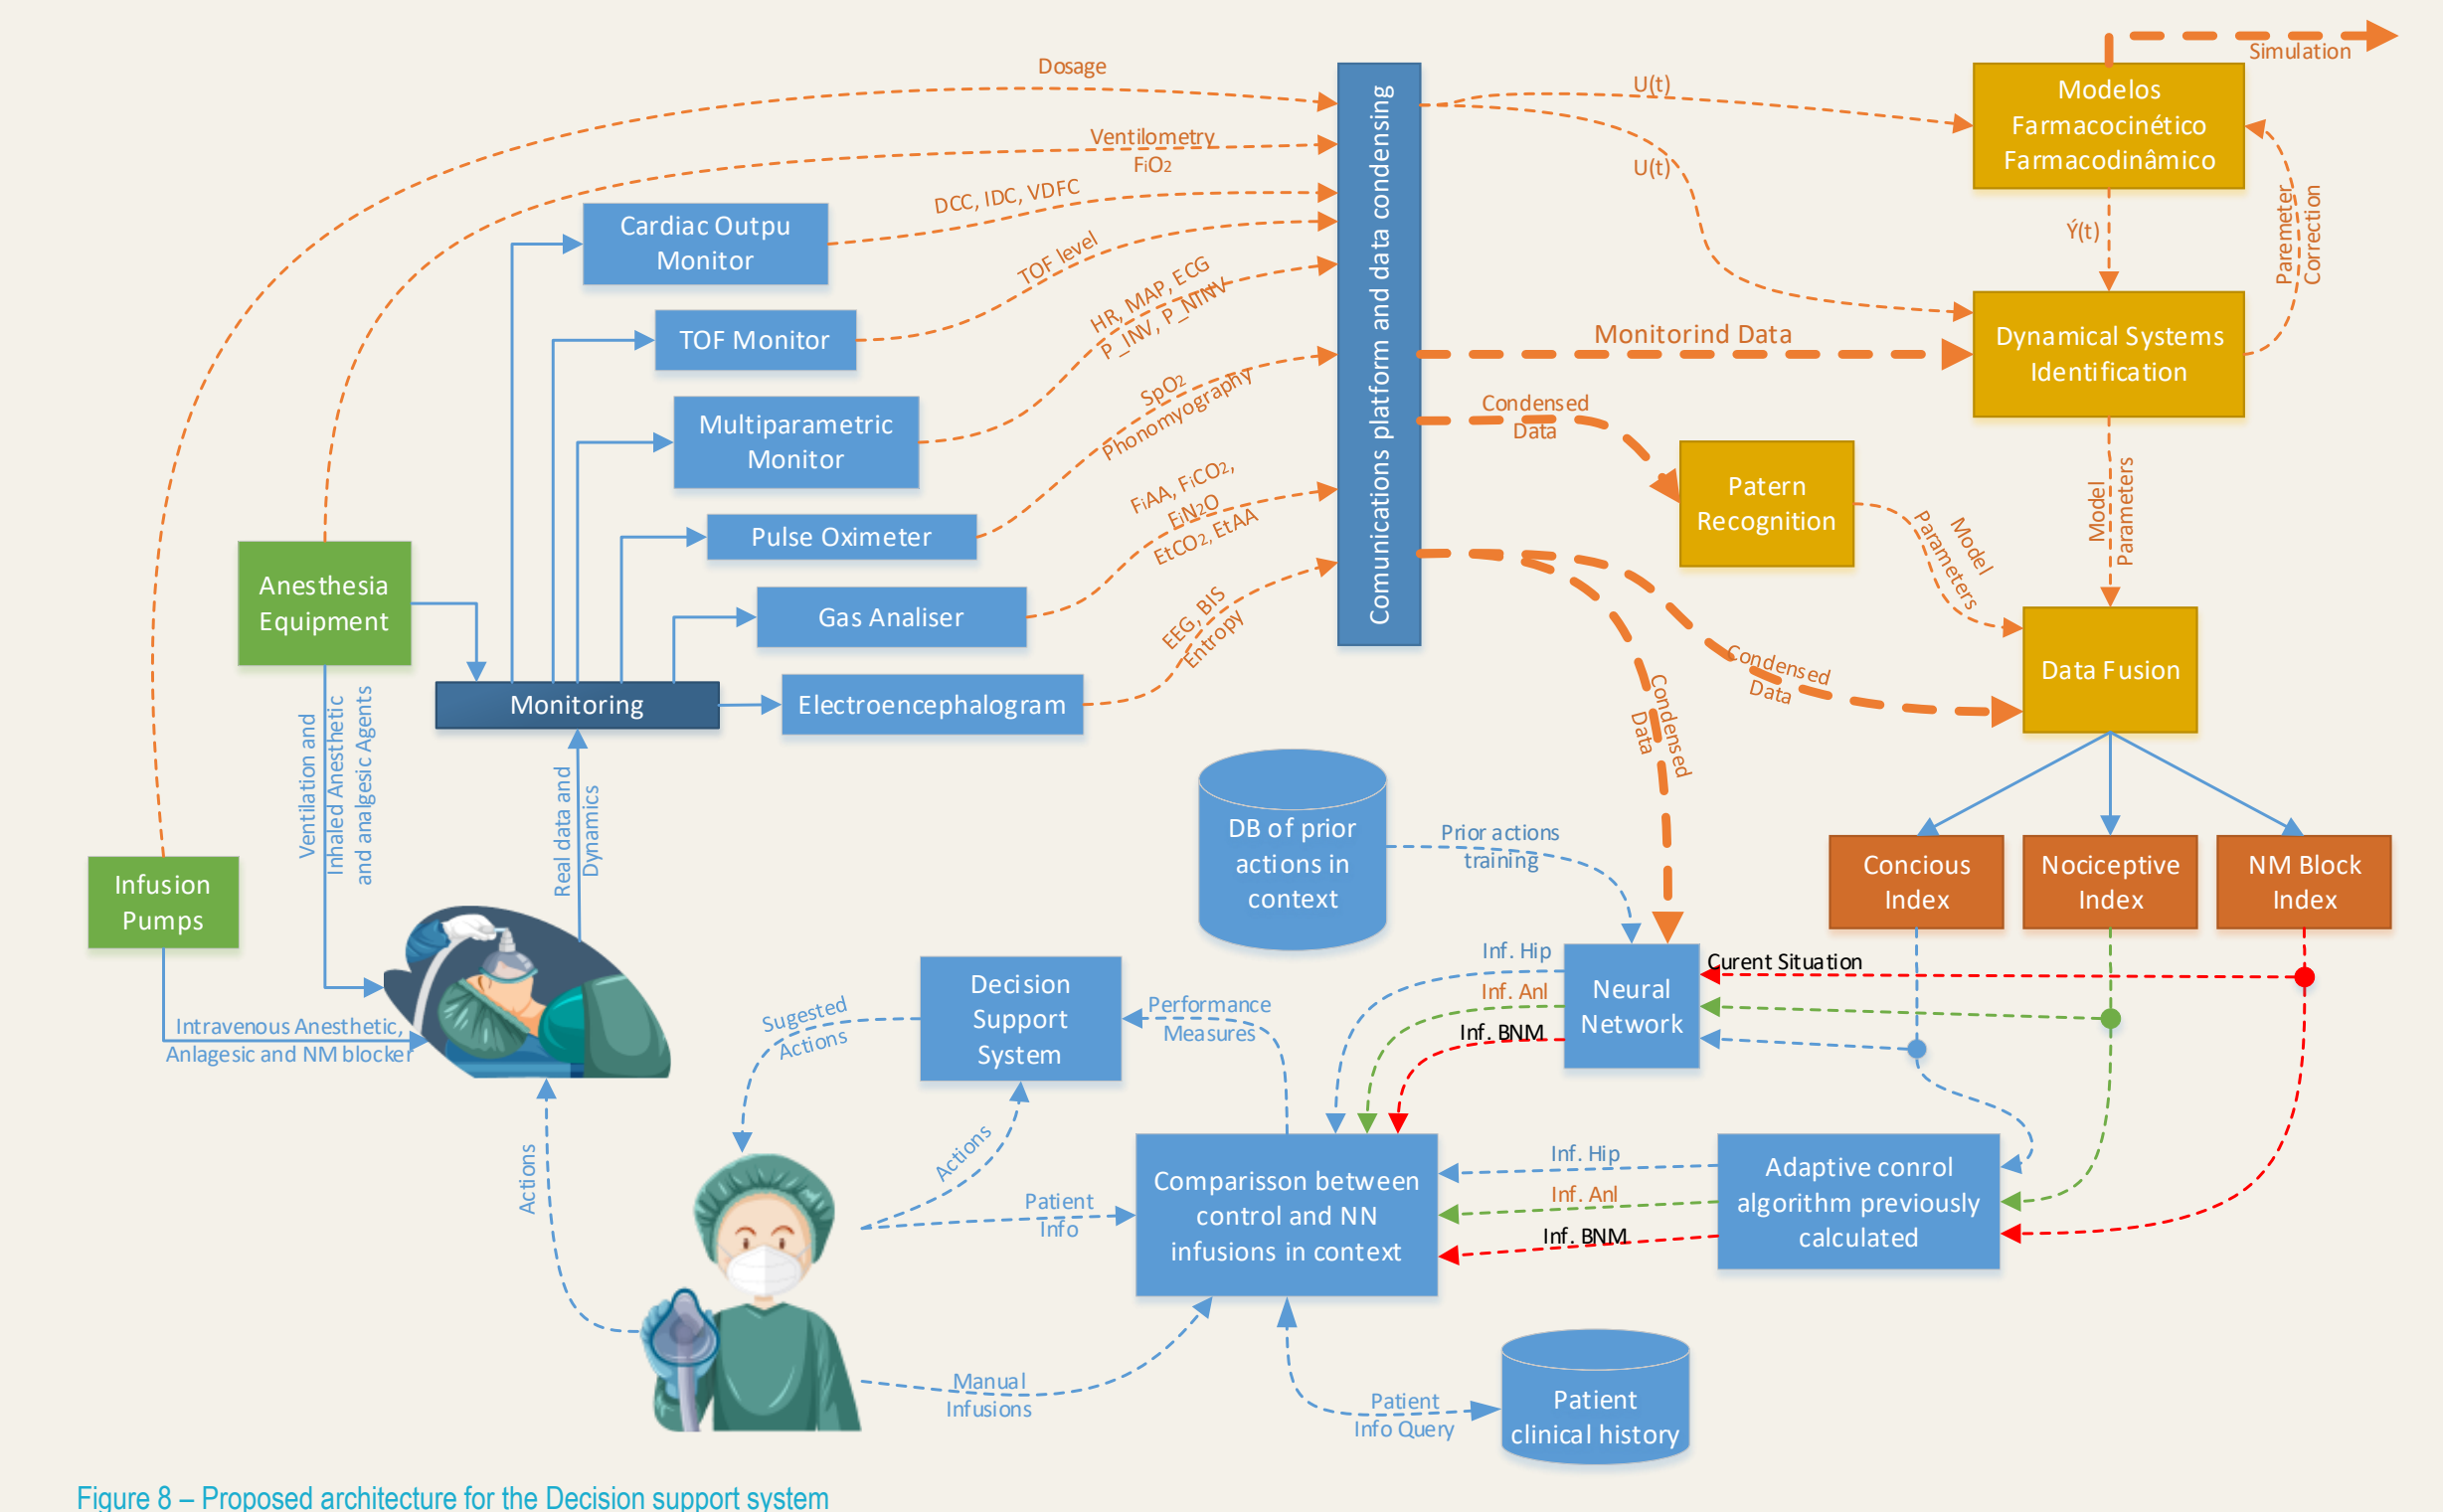 Simulation
Dosage
Modelos
Farmacocinético
Farmacodinâmico
U(t)
Ventilometry
FiO2
U(t)
DCC, IDC, VDFC
Cardiac Outpu
Monitor
TOF level
Ý(t)
Paremeter
Correction
HR, MAP, ECG
P_INV, P_NTNV
TOF Monitor
Comunications platform and data condensing
Monitorind Data
Dynamical Systems
Identification
SpO2
Phonomyography
Condensed
Data
Multiparametric
Monitor
Patern
Recognition
Model
Parameters
Model
Parameters
FiAA, FiCO2,
FiN2O
EtCO2, EtAA
Pulse Oximeter
Anesthesia
Equipment
Gas Analiser
EEG, BIS
Entropy
Data Fusion
Condensed
Data
Condensed
Data
Monitoring
Electroencephalogram
Ventilation and
Inhaled Anesthetic
and analgesic Agents
Real data and
Dynamics
DB of prior
actions in
context
Prior actions
training
Concious
Index
Nociceptive
Index
NM Block
Index
Infusion
Pumps
Inf. Hip
Inf. Anl
Inf. BNM
Curent Situation
Neural
Network
Decision
Support
System
Performance
Measures
Sugested
Actions
Intravenous Anesthetic,
Anlagesic and NM blocker
Actions
Actions
Patient
Info
Comparisson between
control and NN
infusions in context
Inf. Hip
Inf. Anl
Inf. BNM
Adaptive conrol
algorithm previously
calculated
Manual
Infusions
Patient
Info Query
Patient
clinical history
Figure 8 – Proposed architecture for the Decision support system